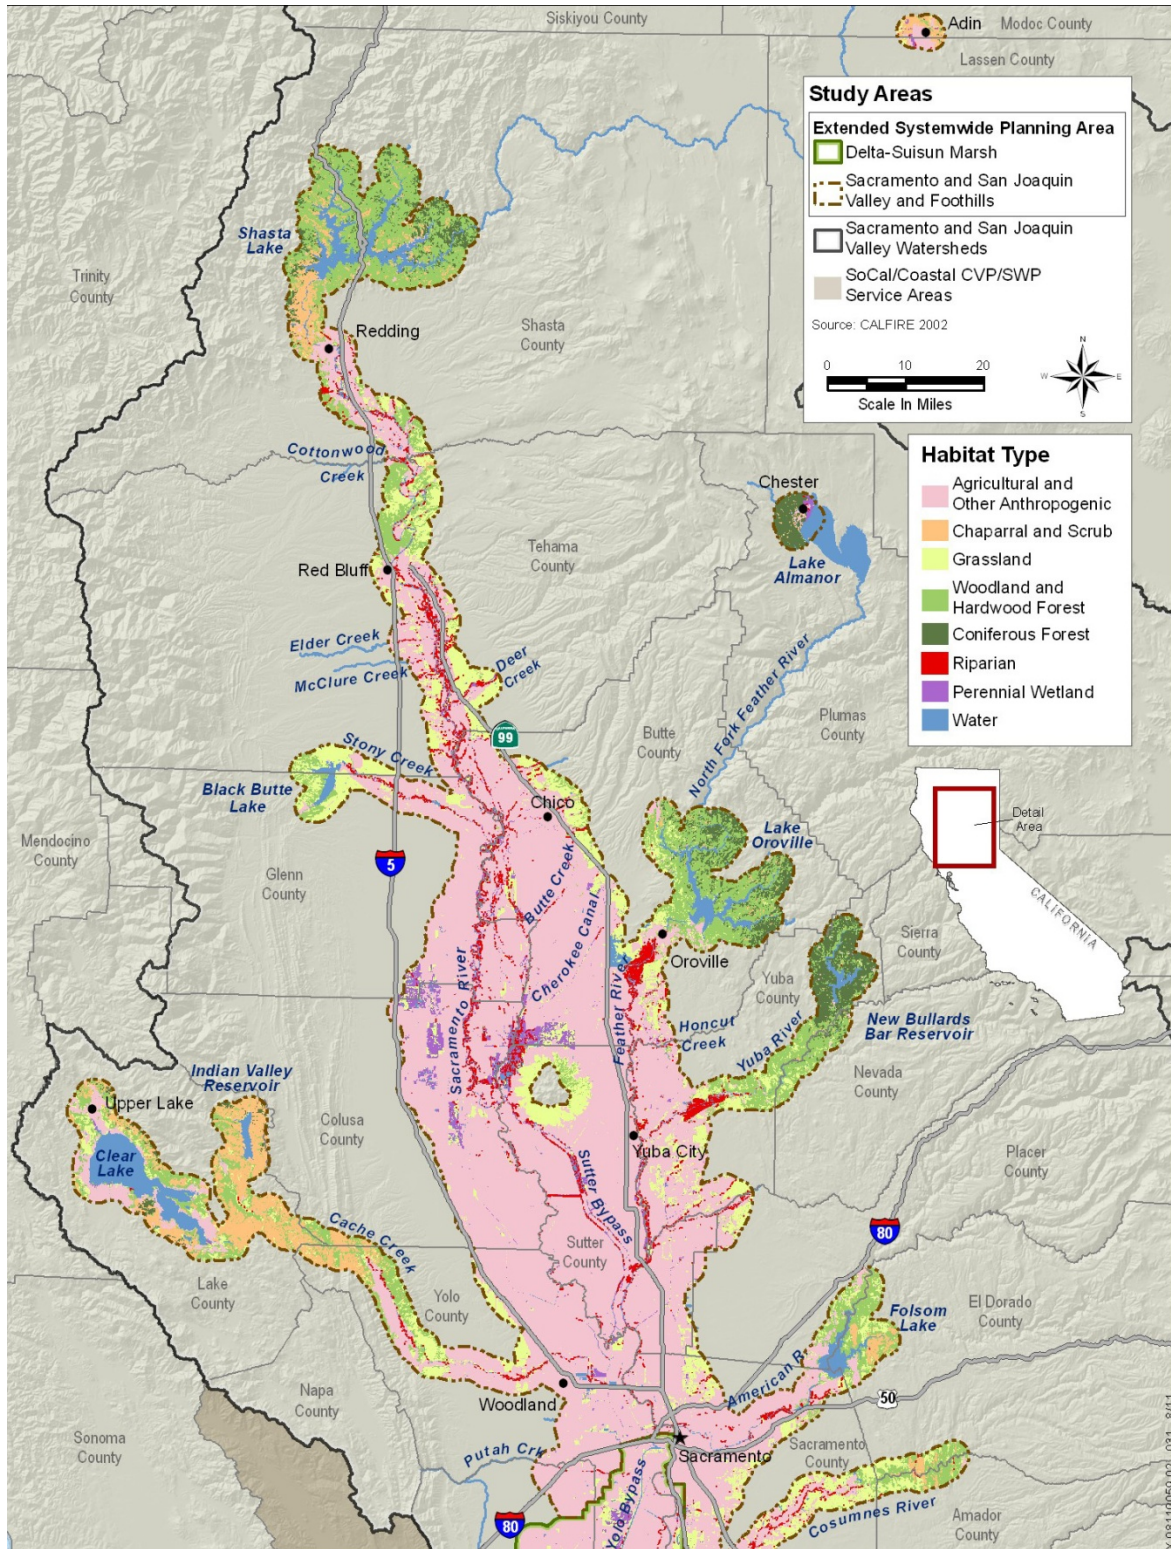 Siskiyou County
Adin
Modoc County
Lassen County
Study Areas
Extended Systemwide Planning Area
Delta-Suisun Marsh
Sacramento and San Joaquin
Valley and Foothills
Sacramento and San Joaquin
Valley Watersheds
SoCal/Coastal CVP/SWP
Service Areas
Source: CALFIRE 2002
0 10 20
Scale In Miles
N
W
E
S
Shasta
Lake
Trinity
County
Redding
Shasta
County
Cottonwood
Creek
Habitat Type
Agricultural and
Other Anthropogenic
Chaparral and Scrub
Grassland
Woodland and
Hardwood Forest
Coniferous Forest
Riparian
Perennial Wetland
Water
Chester
Lake
Almanor
Tehama
County
Red Bluff
Elder Creek
McClure Creek
Deer
Creek
North Fork Feather River
Plumas
County
Butte
County
99
Stony Creek
Black Butte
Lake
Chico
Lake
Oroville
Detail
Area
CALIFORNIA
Mendocino
County
Glenn
County
5
Butte Creek
Cherokee Canal
Sacramento River
Feather River
Oroville
Sierra
County
Yuba
County
New Bullards
Bar Reservoir
Honcut
Creek
Yuba River
Nevada
County
Indian Valley
Reservoir
Upper Lake
Colusa
County
Clear
Lake
Yuba City
Placer
County
Sutter Bypass
Cache Creek
Sutter
County
80
Lake
County
Yolo
County
El Dorado
County
Folsom
Lake
American R.
Napa
County
Woodland
50
Sonoma
County
Putah Crk
Sacramento
Sacramento
County
Yolo Bypass
80
Cosumnes River
Amador
County